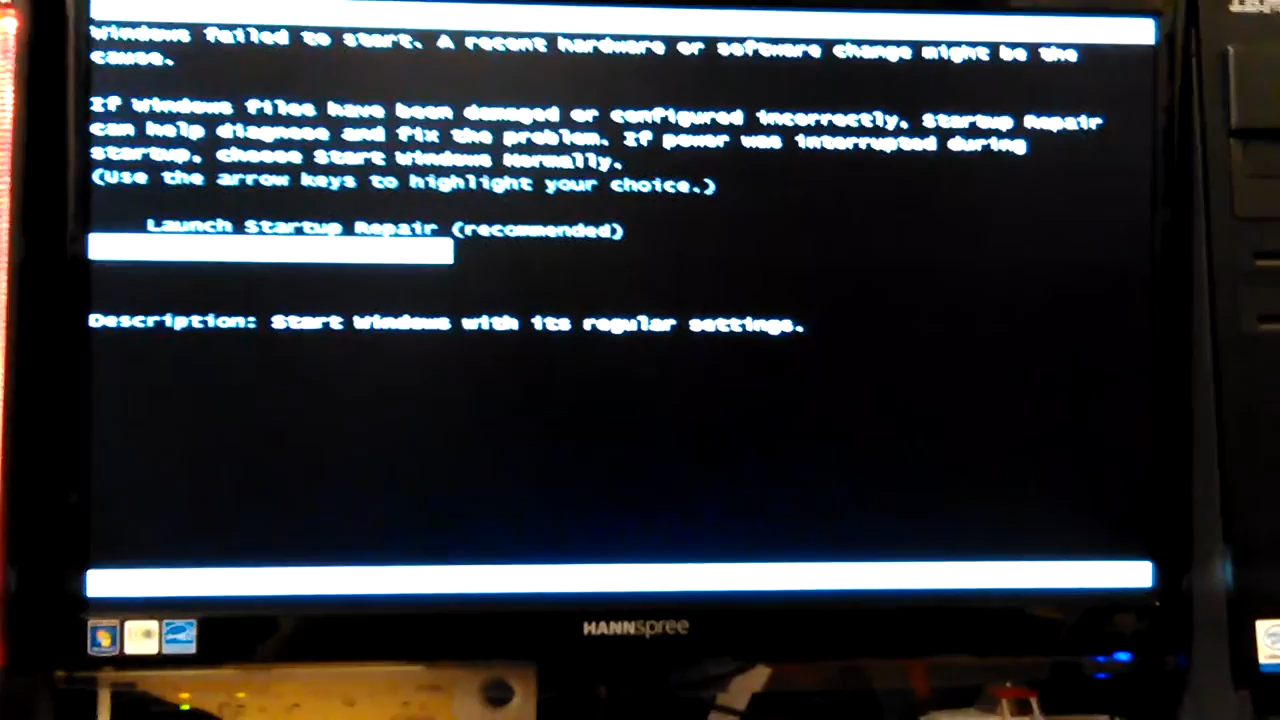 Windows failed to start. A recent hardware or software change might be the
cause.
If Windows files have been damaged or configured incorrectly, Startup Repair
can help diagnose and fix the problem. If power was interrupted during
startup, choose Start Windows Normally.
(Use the arrow keys to highlight your choice.)
Launch Startup Repair (recommended)
Description: Start Windows with its regular settings.
HANNspree